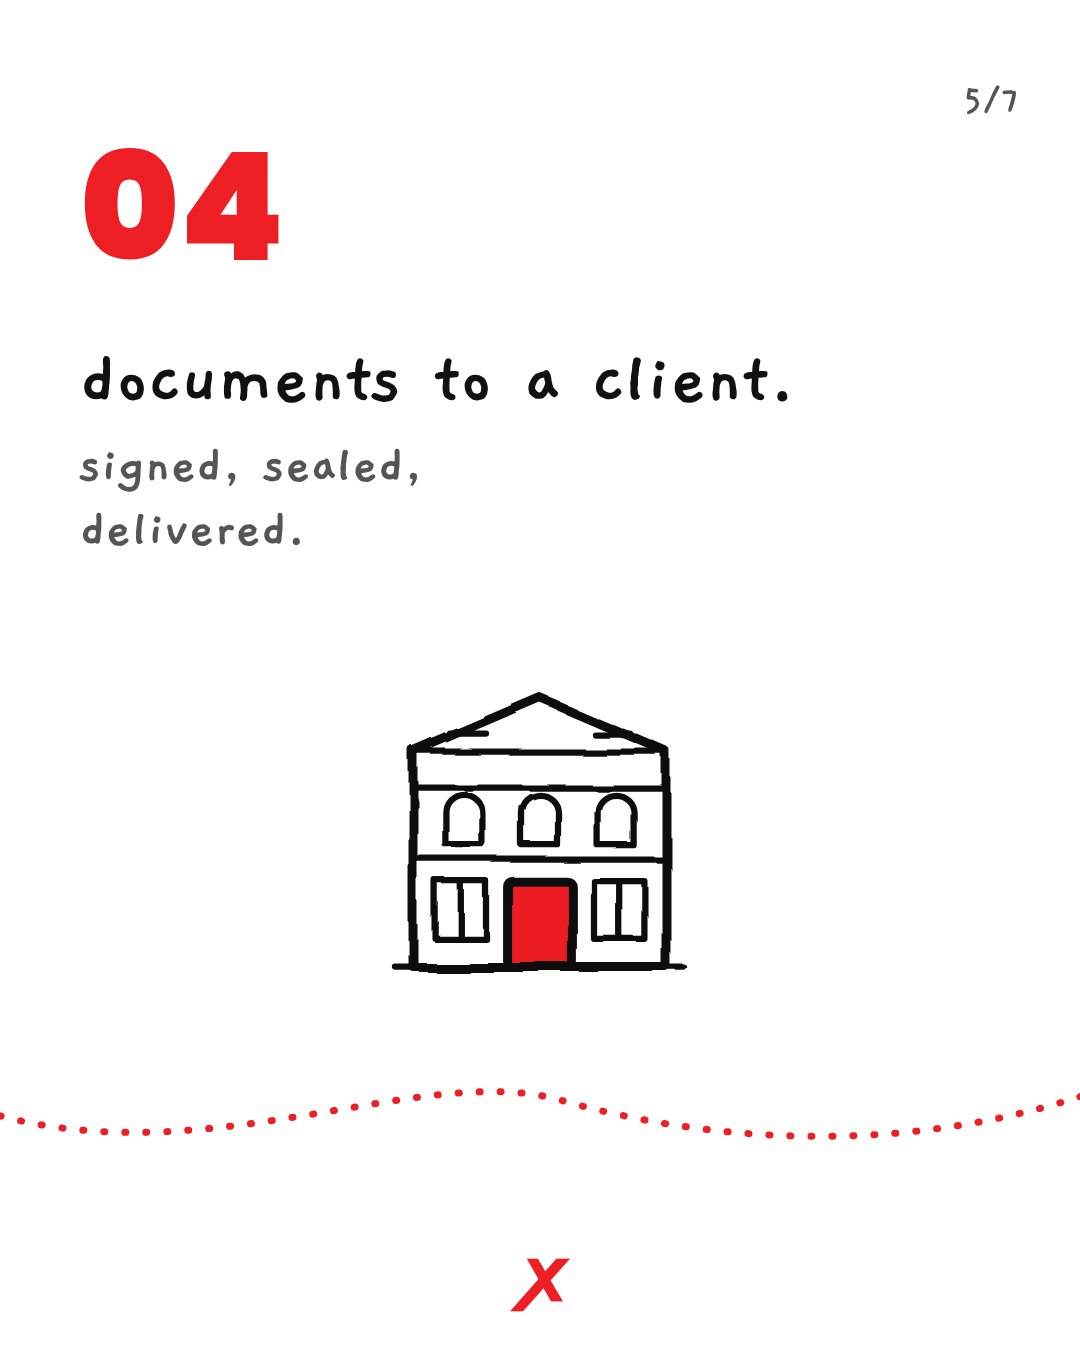 5/7
04
documents to a client.
signed, sealed,
delivered.
X